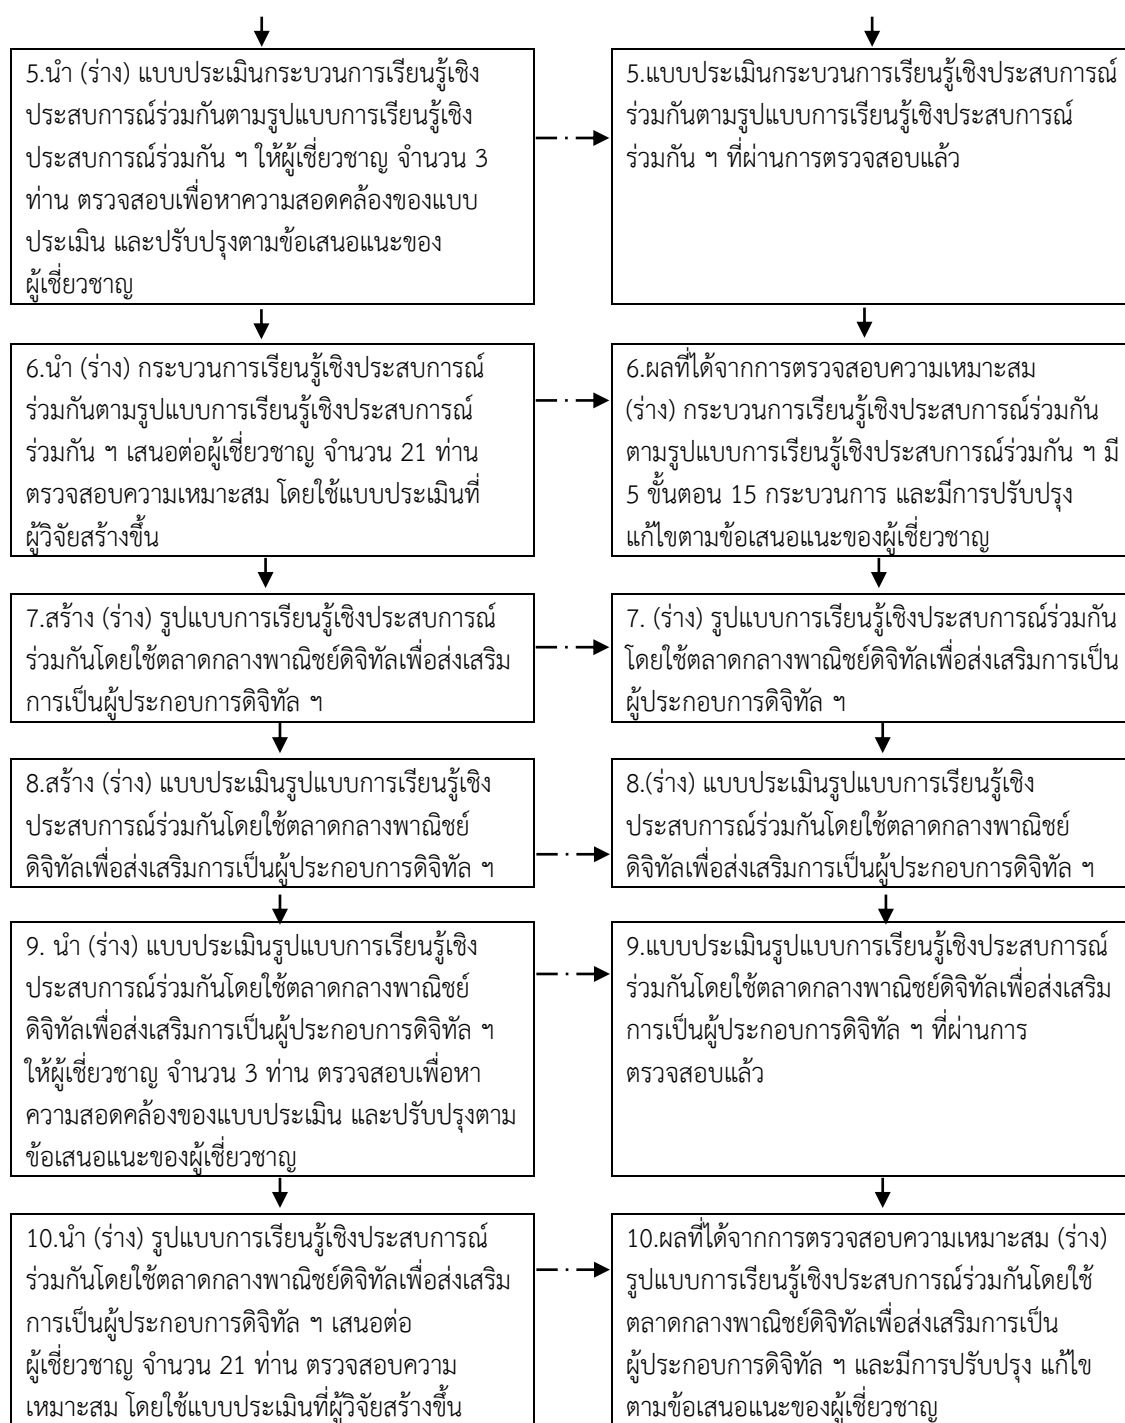 5.นำ (ร่าง) แบบประเมินกระบวนการเรียนรู้เชิง
ประสบการณ์ร่วมกันตามรูปแบบการเรียนรู้เชิง
ประสบการณ์ร่วมกัน ฯ ให้ผู้เชี่ยวชาญ จำนวน 3
ท่าน ตรวจสอบเพื่อหาความสอดคล้องของแบบ
ประเมิน และปรับปรุงตามข้อเสนอแนะของ
ผู้เชี่ยวชาญ
5.แบบประเมินกระบวนการเรียนรู้เชิงประสบการณ์
ร่วมกันตามรูปแบบการเรียนรู้เชิงประสบการณ์
ร่วมกัน ฯ ที่ผ่านการตรวจสอบแล้ว
6.นำ (ร่าง) กระบวนการเรียนรู้เชิงประสบการณ์
ร่วมกันตามรูปแบบการเรียนรู้เชิงประสบการณ์
ร่วมกัน ฯ เสนอต่อผู้เชี่ยวชาญ จำนวน 21 ท่าน
ตรวจสอบความเหมาะสม โดยใช้แบบประเมินที่
ผู้วิจัยสร้างขึ้น
6.ผลที่ได้จากการตรวจสอบความเหมาะสม
(ร่าง) กระบวนการเรียนรู้เชิงประสบการณ์ร่วมกัน
ตามรูปแบบการเรียนรู้เชิงประสบการณ์ร่วมกัน ฯ มี
5 ขั้นตอน 15 กระบวนการ และมีการปรับปรุง
แก้ไขตามข้อเสนอแนะของผู้เชี่ยวชาญ
7.สร้าง (ร่าง) รูปแบบการเรียนรู้เชิงประสบการณ์
ร่วมกันโดยใช้ตลาดกลางพาณิชย์ดิจิทัลเพื่อส่งเสริม
การเป็นผู้ประกอบการดิจิทัล ฯ
7. (ร่าง) รูปแบบการเรียนรู้เชิงประสบการณ์ร่วมกัน
โดยใช้ตลาดกลางพาณิชย์ดิจิทัลเพื่อส่งเสริมการเป็น
ผู้ประกอบการดิจิทัล ฯ
8.สร้าง (ร่าง) แบบประเมินรูปแบบการเรียนรู้เชิง
ประสบการณ์ร่วมกันโดยใช้ตลาดกลางพาณิชย์
ดิจิทัลเพื่อส่งเสริมการเป็นผู้ประกอบการดิจิทัล ฯ
8.(ร่าง) แบบประเมินรูปแบบการเรียนรู้เชิง
ประสบการณ์ร่วมกันโดยใช้ตลาดกลางพาณิชย์
ดิจิทัลเพื่อส่งเสริมการเป็นผู้ประกอบการดิจิทัล ฯ
9. นำ (ร่าง) แบบประเมินรูปแบบการเรียนรู้เชิง
ประสบการณ์ร่วมกันโดยใช้ตลาดกลางพาณิชย์
ดิจิทัลเพื่อส่งเสริมการเป็นผู้ประกอบการดิจิทัล ฯ
ให้ผู้เชี่ยวชาญ จำนวน 3 ท่าน ตรวจสอบเพื่อหา
ความสอดคล้องของแบบประเมิน และปรับปรุงตาม
ข้อเสนอแนะของผู้เชี่ยวชาญ
9.แบบประเมินรูปแบบการเรียนรู้เชิงประสบการณ์
ร่วมกันโดยใช้ตลาดกลางพาณิชย์ดิจิทัลเพื่อส่งเสริม
การเป็นผู้ประกอบการดิจิทัล ฯ ที่ผ่านการ
ตรวจสอบแล้ว
10.นำ (ร่าง) รูปแบบการเรียนรู้เชิงประสบการณ์
ร่วมกันโดยใช้ตลาดกลางพาณิชย์ดิจิทัลเพื่อส่งเสริม
การเป็นผู้ประกอบการดิจิทัล ฯ เสนอต่อ
ผู้เชี่ยวชาญ จำนวน 21 ท่าน ตรวจสอบความ
เหมาะสม โดยใช้แบบประเมินที่ผู้วิจัยสร้างขึ้น
10.ผลที่ได้จากการตรวจสอบความเหมาะสม (ร่าง)
รูปแบบการเรียนรู้เชิงประสบการณ์ร่วมกันโดยใช้
ตลาดกลางพาณิชย์ดิจิทัลเพื่อส่งเสริมการเป็น
ผู้ประกอบการดิจิทัล ฯ และมีการปรับปรุง แก้ไข
ตามข้อเสนอแนะของผู้เชี่ยวชาญ